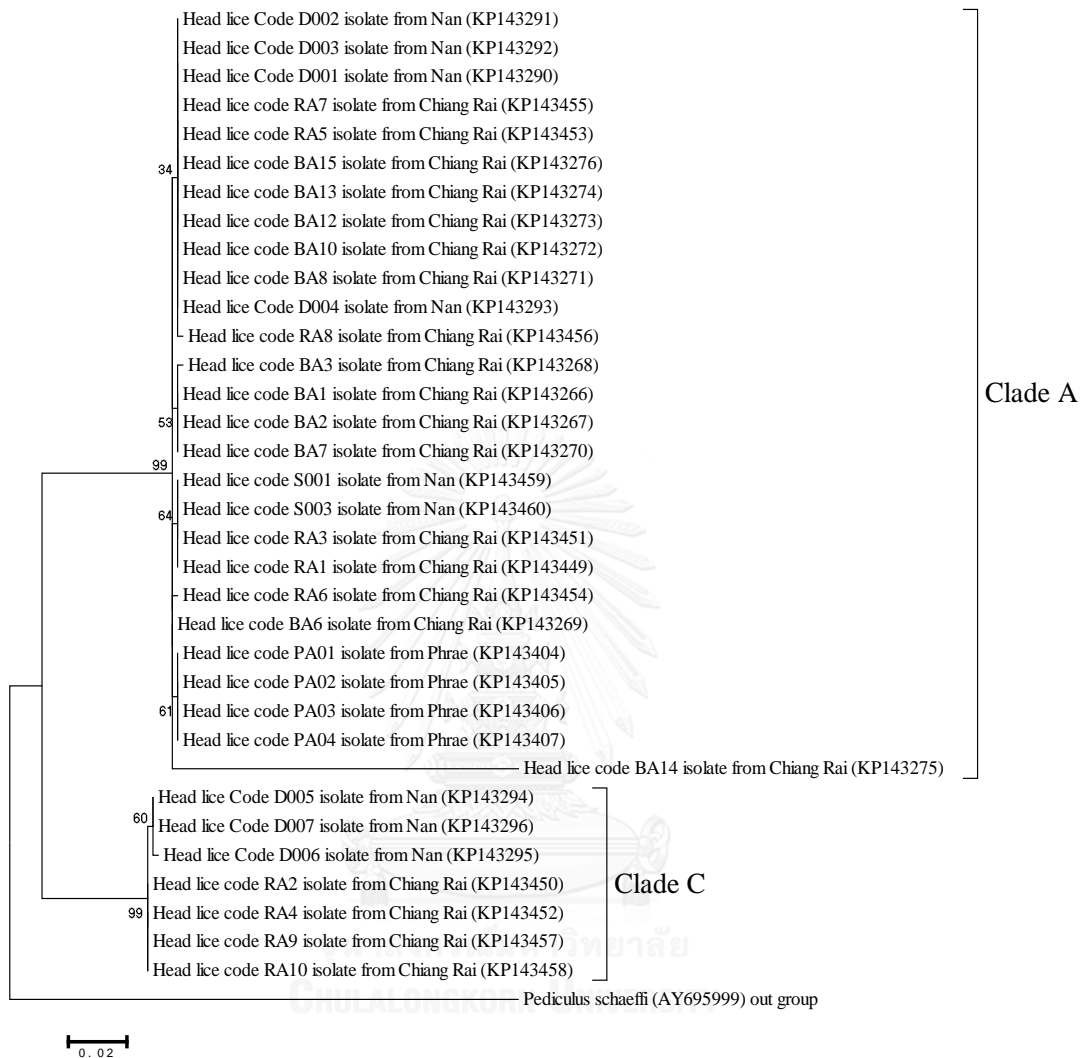 Head lice Code D002 isolate from Nan (KP143291)
Head lice Code D003 isolate from Nan (KP143292)
Head lice Code D001 isolate from Nan (KP143290)
Head lice code RA7 isolate from Chiang Rai (KP143455)
Head lice code RA5 isolate from Chiang Rai (KP143453)
Head lice code BA15 isolate from Chiang Rai (KP143276)
34
Head lice code BA13 isolate from Chiang Rai (KP143274)
Head lice code BA12 isolate from Chiang Rai (KP143273)
Head lice code BA10 isolate from Chiang Rai (KP143272)
Head lice code BA8 isolate from Chiang Rai (KP143271)
Head lice Code D004 isolate from Nan (KP143293)
Head lice code RA8 isolate from Chiang Rai (KP143456)
Head lice code BA3 isolate from Chiang Rai (KP143268)
Head lice code BA1 isolate from Chiang Rai (KP143266)
Clade A
Head lice code BA2 isolate from Chiang Rai (KP143267)
53
Head lice code BA7 isolate from Chiang Rai (KP143270)
99
Head lice code S001 isolate from Nan (KP143459)
Head lice code S003 isolate from Nan (KP143460)
64
Head lice code RA3 isolate from Chiang Rai (KP143451)
Head lice code RA1 isolate from Chiang Rai (KP143449)
Head lice code RA6 isolate from Chiang Rai (KP143454)
Head lice code BA6 isolate from Chiang Rai (KP143269)
Head lice code PA01 isolate from Phrae (KP143404)
Head lice code PA02 isolate from Phrae (KP143405)
Head lice code PA03 isolate from Phrae (KP143406)
61
Head lice code PA04 isolate from Phrae (KP143407)
Head lice code BA14 isolate from Chiang Rai (KP143275)
Head lice Code D005 isolate from Nan (KP143294)
60
Head lice Code D007 isolate from Nan (KP143296)
Head lice Code D006 isolate from Nan (KP143295)
Head lice code RA2 isolate from Chiang Rai (KP143450)
Clade C
99
Head lice code RA4 isolate from Chiang Rai (KP143452)
Head lice code RA9 isolate from Chiang Rai (KP143457)
Head lice code RA10 isolate from Chiang Rai (KP143458)
Pediculus schaeffi (AY695999) out group
CHULALONGKORN UNIVERSITY
0.02